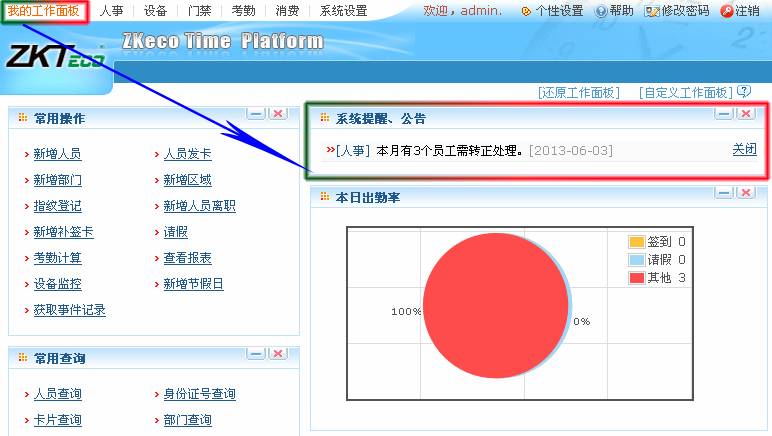 我的工作面板 人事 设备 门禁 考勤 消费 系统设置 欢迎，admin. 个性设置 帮助 修改密码 注销
ZKTeco ZKeco Time Platform
[还原工作面板] [自定义工作面板]
常用操作
新增人员 人员发卡
新增部门 新增区域
指纹登记 新增人员离职
新增补签卡 请假
考勤计算 查看报表
设备监控 新增节假日
获取事件记录
常用查询
人员查询 身份证号查询
卡片查询 部门查询
系统提醒、公告
[人事] 本月有3个员工需转正处理。[2013-06-03] 关闭
本日出勤率
签到 0
请假 0
其他 3
100%
0%